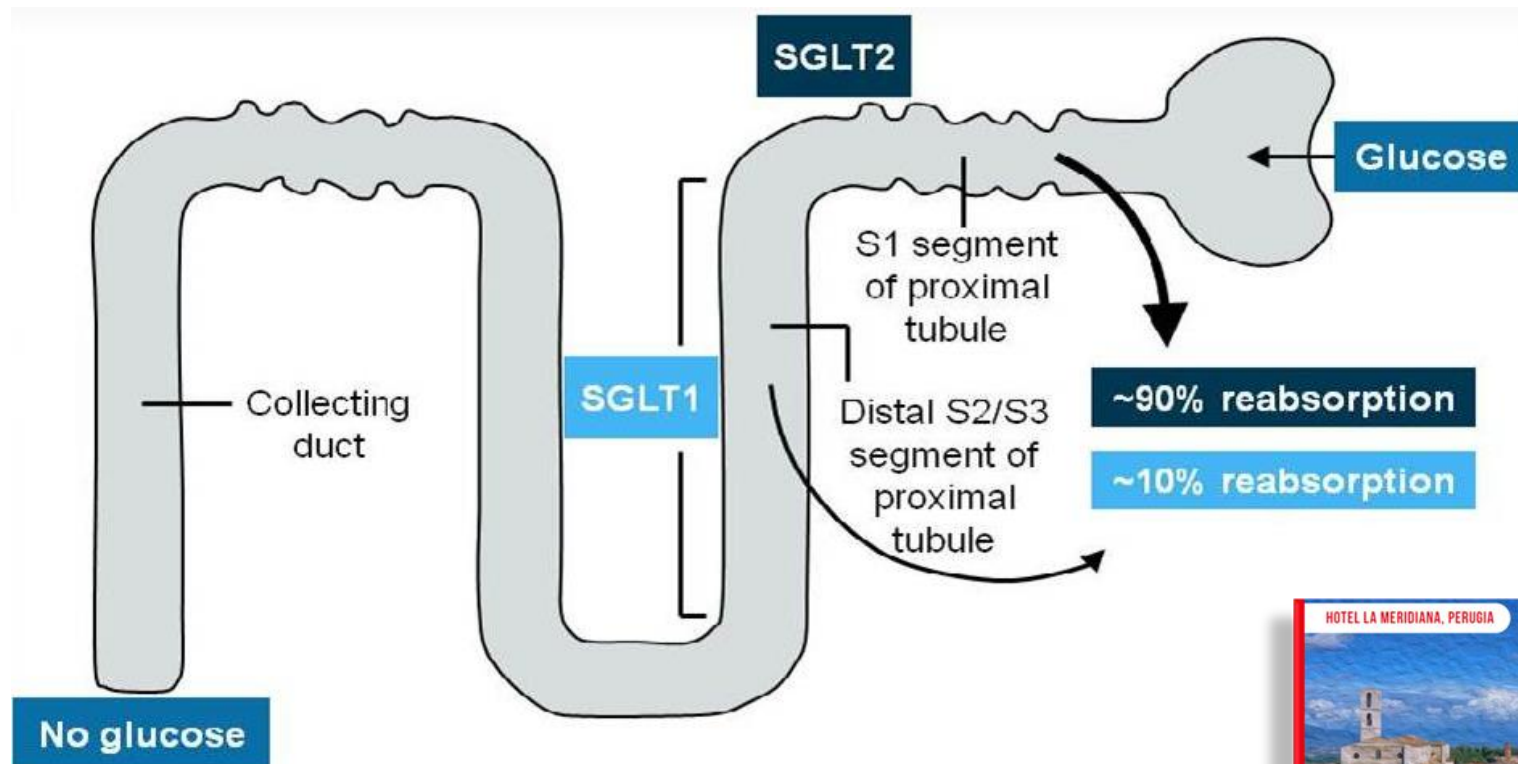 SGLT2
Glucose
S1 segment
of proximal
tubule
SGLT1
Collecting
duct
Distal S2/S3
segment of
proximal
tubule
~90% reabsorption
~10% reabsorption
HOTEL LA MERIDIANA, PERUGIA
No glucose